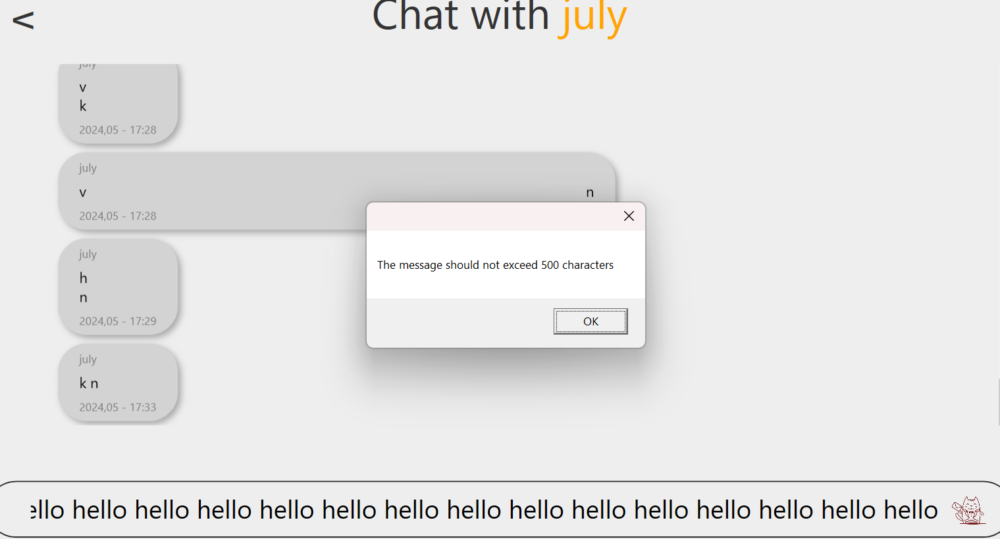 <
Chat with july
july
v
k
2024,05 - 17:28
july
v n
2024,05 - 17:28
july
h
n
2024,05 - 17:29
july
k n
2024,05 - 17:33
The message should not exceed 500 characters
OK
ello hello hello hello hello hello hello hello hello hello hello hello hello hello hello